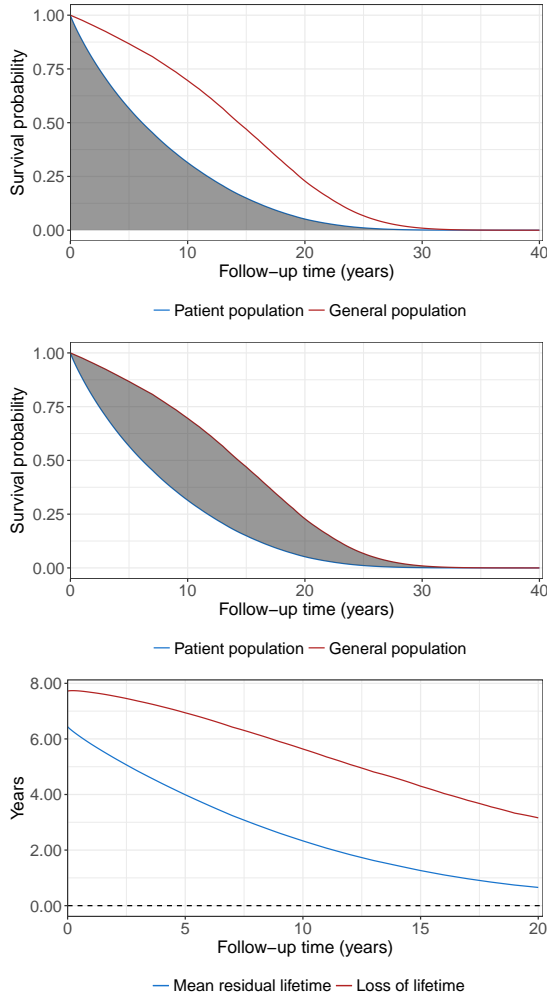 1.00
0.75
0.50
0.25
0.00
Survival probability
0 10 20 30 40
Follow−up time (years)
Patient population General population
1.00
0.75
0.50
0.25
0.00
Survival probability
0 10 20 30 40
Follow−up time (years)
Patient population General population
8.00
6.00
4.00
2.00
0.00
Years
0 5 10 15 20
Follow−up time (years)
Mean residual lifetime Loss of lifetime